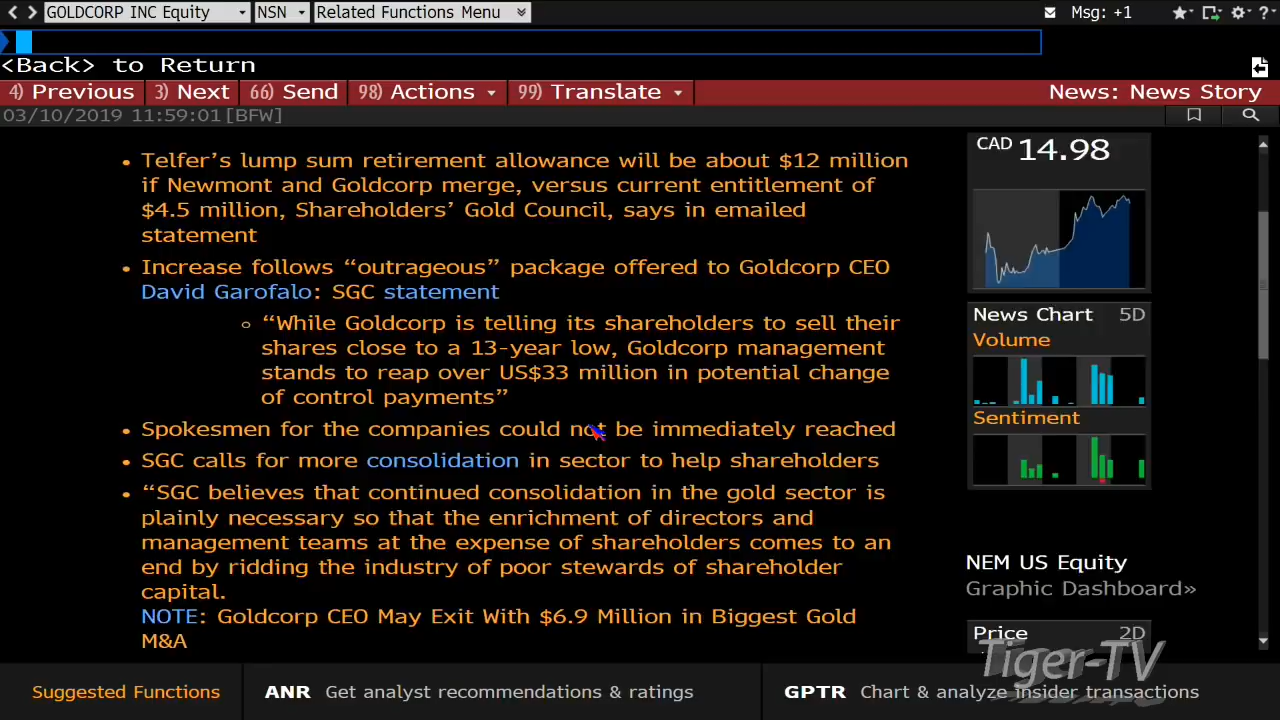 GOLDCORP INC Equity NSN Related Functions Menu Msg: +1
<Back> to Return
4) Previous 3) Next 66) Send 98) Actions 99) Translate News: News Story
03/10/2019 11:59:01[BFW]
• Telfer's lump sum retirement allowance will be about $12 million
if Newmont and Goldcorp merge, versus current entitlement of
$4.5 million, Shareholders' Gold Council, says in emailed
statement
• Increase follows “outrageous” package offered to Goldcorp CEO
David Garofalo: SGC statement
○ “While Goldcorp is telling its shareholders to sell their
shares close to a 13-year low, Goldcorp management
stands to reap over US$33 million in potential change
of control payments”
• Spokesmen for the companies could not be immediately reached
• SGC calls for more consolidation in sector to help shareholders
• “SGC believes that continued consolidation in the gold sector is
plainly necessary so that the enrichment of directors and
management teams at the expense of shareholders comes to an
end by ridding the industry of poor stewards of shareholder
capital.
NOTE: Goldcorp CEO May Exit With $6.9 Million in Biggest Gold
M&A
CAD 14.98
News Chart 5D
Volume
Sentiment
NEM US Equity
Graphic Dashboard»
Price 2D
Tiger-TV
Suggested Functions ANR Get analyst recommendations & ratings GPTR Chart & analyze insider transactions